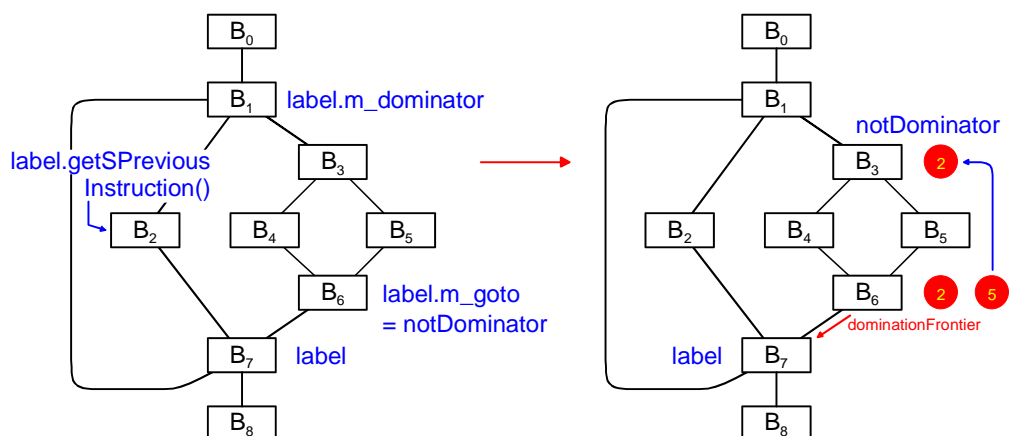 B0
B1
label.m_dominator
label.getSPrevious
Instruction()
B3
B2
B4
B5
B6
label.m_goto
= notDominator
B7
label
B8
B0
B1
notDominator
B3
2
B2
B4
B5
B6
2
5
dominationFrontier
label
B7
B8